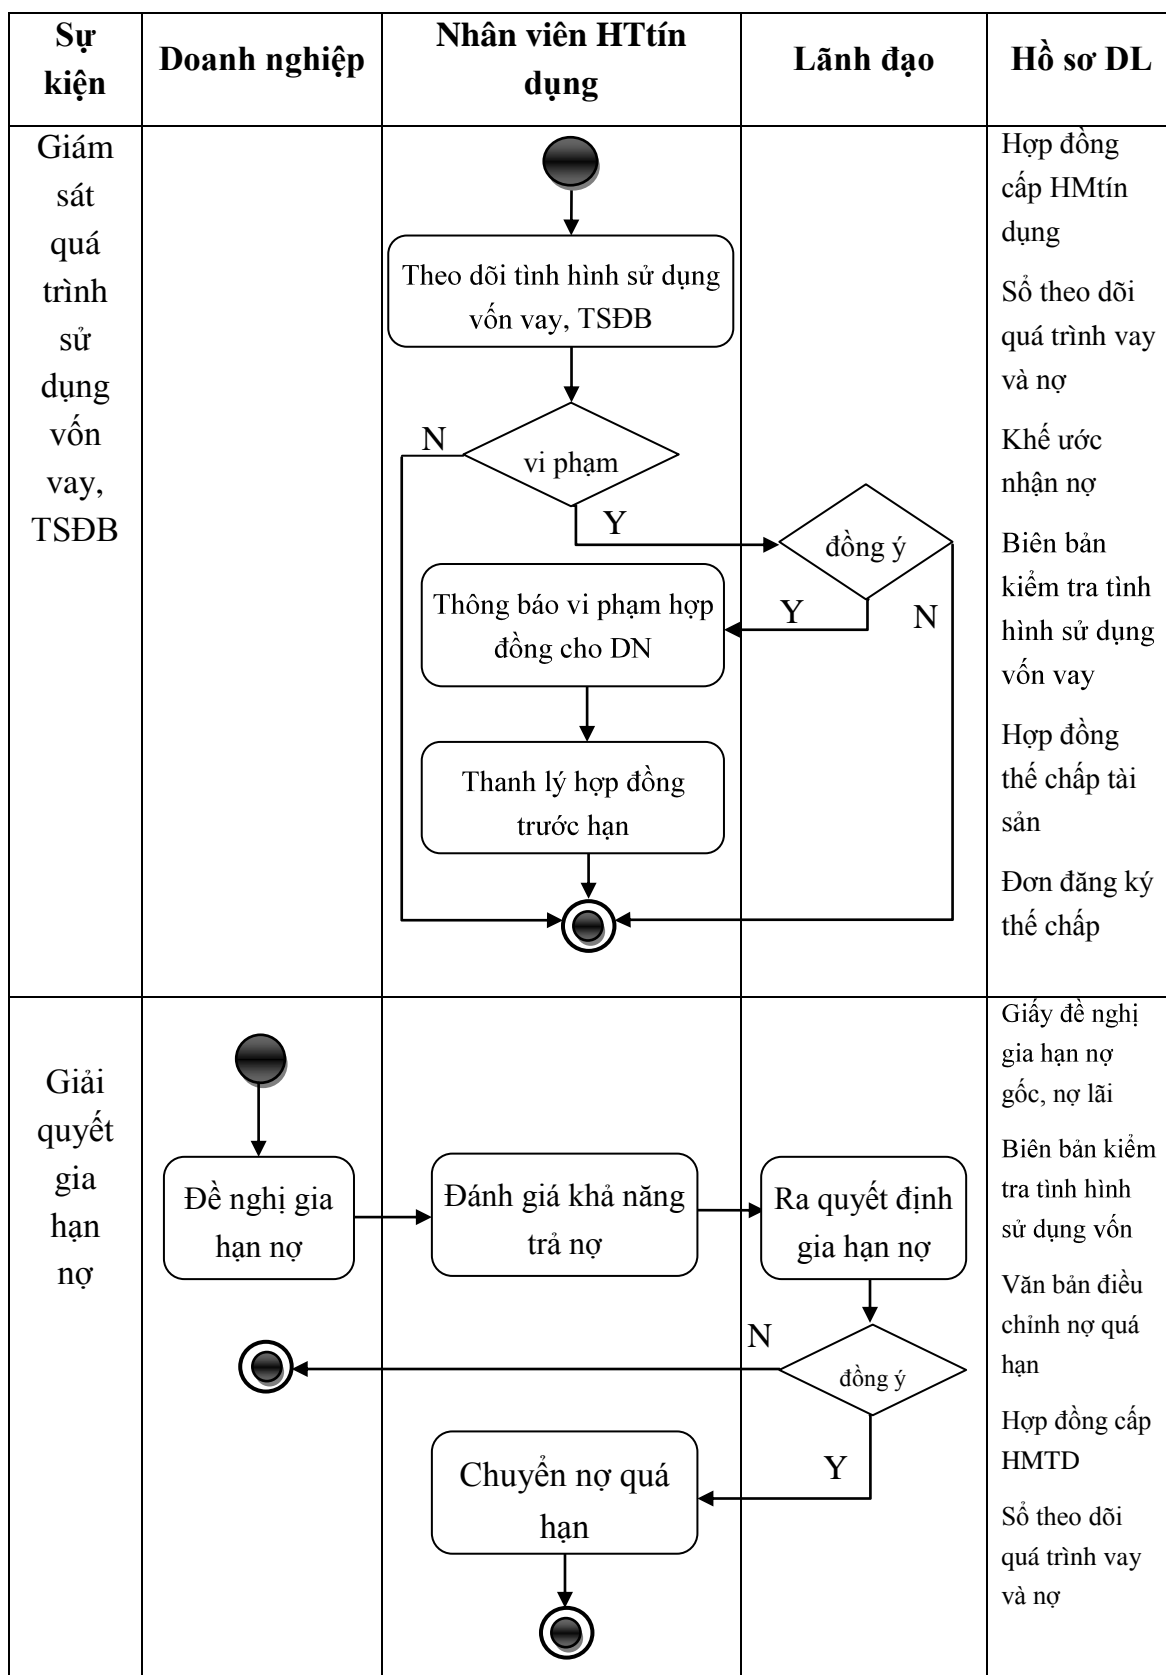 Sự
kiện
Doanh nghiệp
Nhân viên HTtín
dụng
Lãnh đạo
Hồ sơ DL
Giám
sát
quá
trình
sử
dụng
vốn
vay,
TSĐB
Theo dõi tình hình sử dụng
vốn vay, TSĐB
N
vi phạm
Y
đồng ý
Thông báo vi phạm hợp
đồng cho DN
Y
N
Thanh lý hợp đồng
trước hạn
Hợp đồng
cấp HMtín
dụng
Sổ theo dõi
quá trình vay
và nợ
Khế ước
nhận nợ
Biên bản
kiểm tra tình
hình sử dụng
vốn vay
Hợp đồng
thế chấp tài
sản
Đơn đăng ký
thế chấp
Giải
quyết
gia
hạn
nợ
Đề nghị gia
hạn nợ
Đánh giá khả năng
trả nợ
Ra quyết định
gia hạn nợ
N
đồng ý
Chuyển nợ quá
hạn
Y
Giấy đề nghị
gia hạn nợ
gốc, nợ lãi
Biên bản kiểm
tra tình hình
sử dụng vốn
Văn bản điều
chỉnh nợ quá
hạn
Hợp đồng cấp
HMTD
Sổ theo dõi
quá trình vay
và nợ